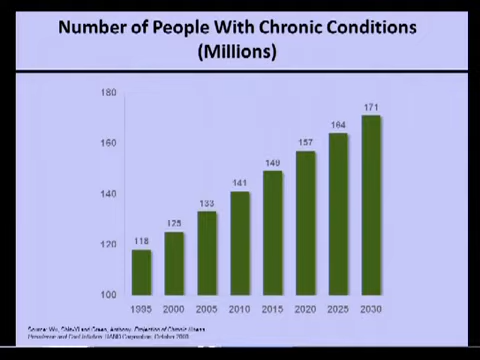 Number of People With Chronic Conditions
(Millions)
180
160
140
120
100
118
125
133
141
149
157
164
171
1995 2000 2005 2010 2015 2020 2025 2030
Source: Wu, Shin-Yi and Green, Anthony. Projection of Chronic Illness
Prevalence and Cost Inflation. RAND Corporation, October 2000.